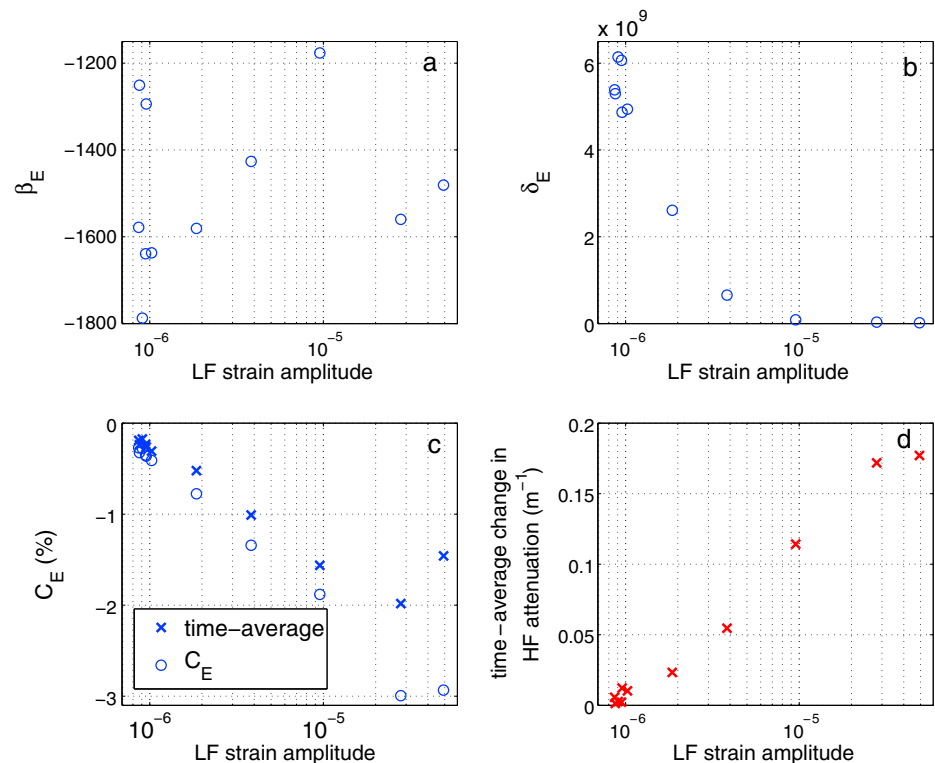 a
−1200
−1400
−1600
−1800
β_E
10^−6
10^−5
LF strain amplitude
x 10^9
b
6
4
2
0
δ_E
10^−6
10^−5
LF strain amplitude
c
0
−1
−2
−3
C_E (%)
time−average
C_E
10^−6
10^−5
LF strain amplitude
d
0.2
0.15
0.1
0.05
0
time−average change in
HF attenuation (m^−1)
10^−6
10^−5
LF strain amplitude